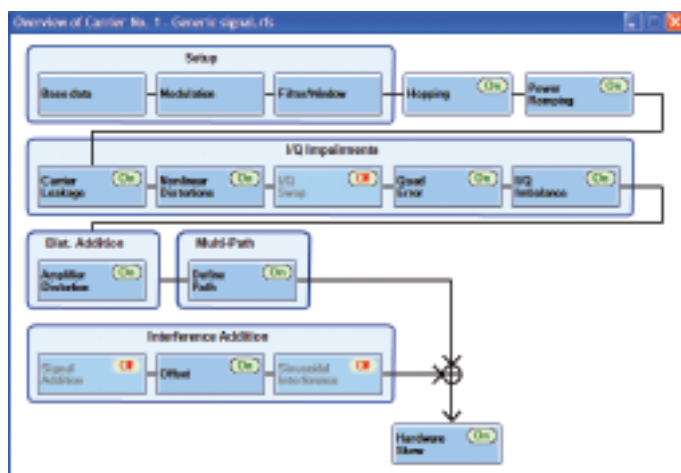 Overview of Carrier No. 1 - Generic signal.rfs
Setup
Base data
Modulation
Filter/Window
Hopping
On
Power
Ramping
On
I/Q Impairments
Carrier
Leakage
On
Nonlinear
Distortions
On
I/Q
Swap
Off
Quad
Error
On
I/Q
Imbalance
On
Dist. Addition
Amplifier
Distortion
On
Multi-Path
Define
Path
On
Interference Addition
Signal
Addition
Off
Offset
On
Sinusoidal
Interference
Off
Hardware
Skew
On